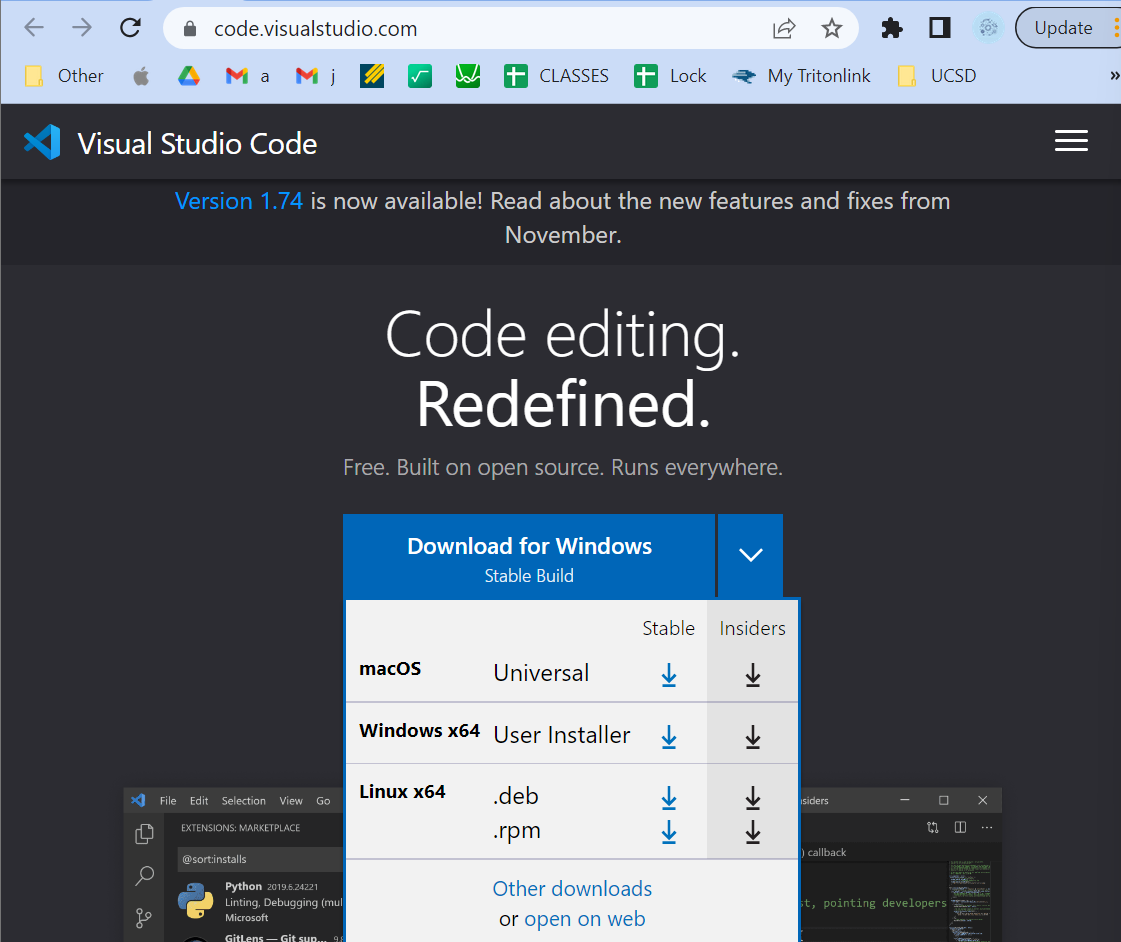 code.visualstudio.com
Update
Other
a
j
CLASSES
Lock
My Tritonlink
UCSD
»
Visual Studio Code
Version 1.74 is now available! Read about the new features and fixes from
November.
Code editing.
Redefined.
Free. Built on open source. Runs everywhere.
Download for Windows
Stable Build
Stable Insiders
macOS Universal
Windows x64 User Installer
Linux x64 .deb
.rpm
Other downloads
or open on web
File Edit Selection View Go
EXTENSIONS: MARKETPLACE
@sort:installs
Python 2019.6.24221
Linting, Debugging (mul
Microsoft
GitLens — Git sup...
siders
) callback
st, pointing developers